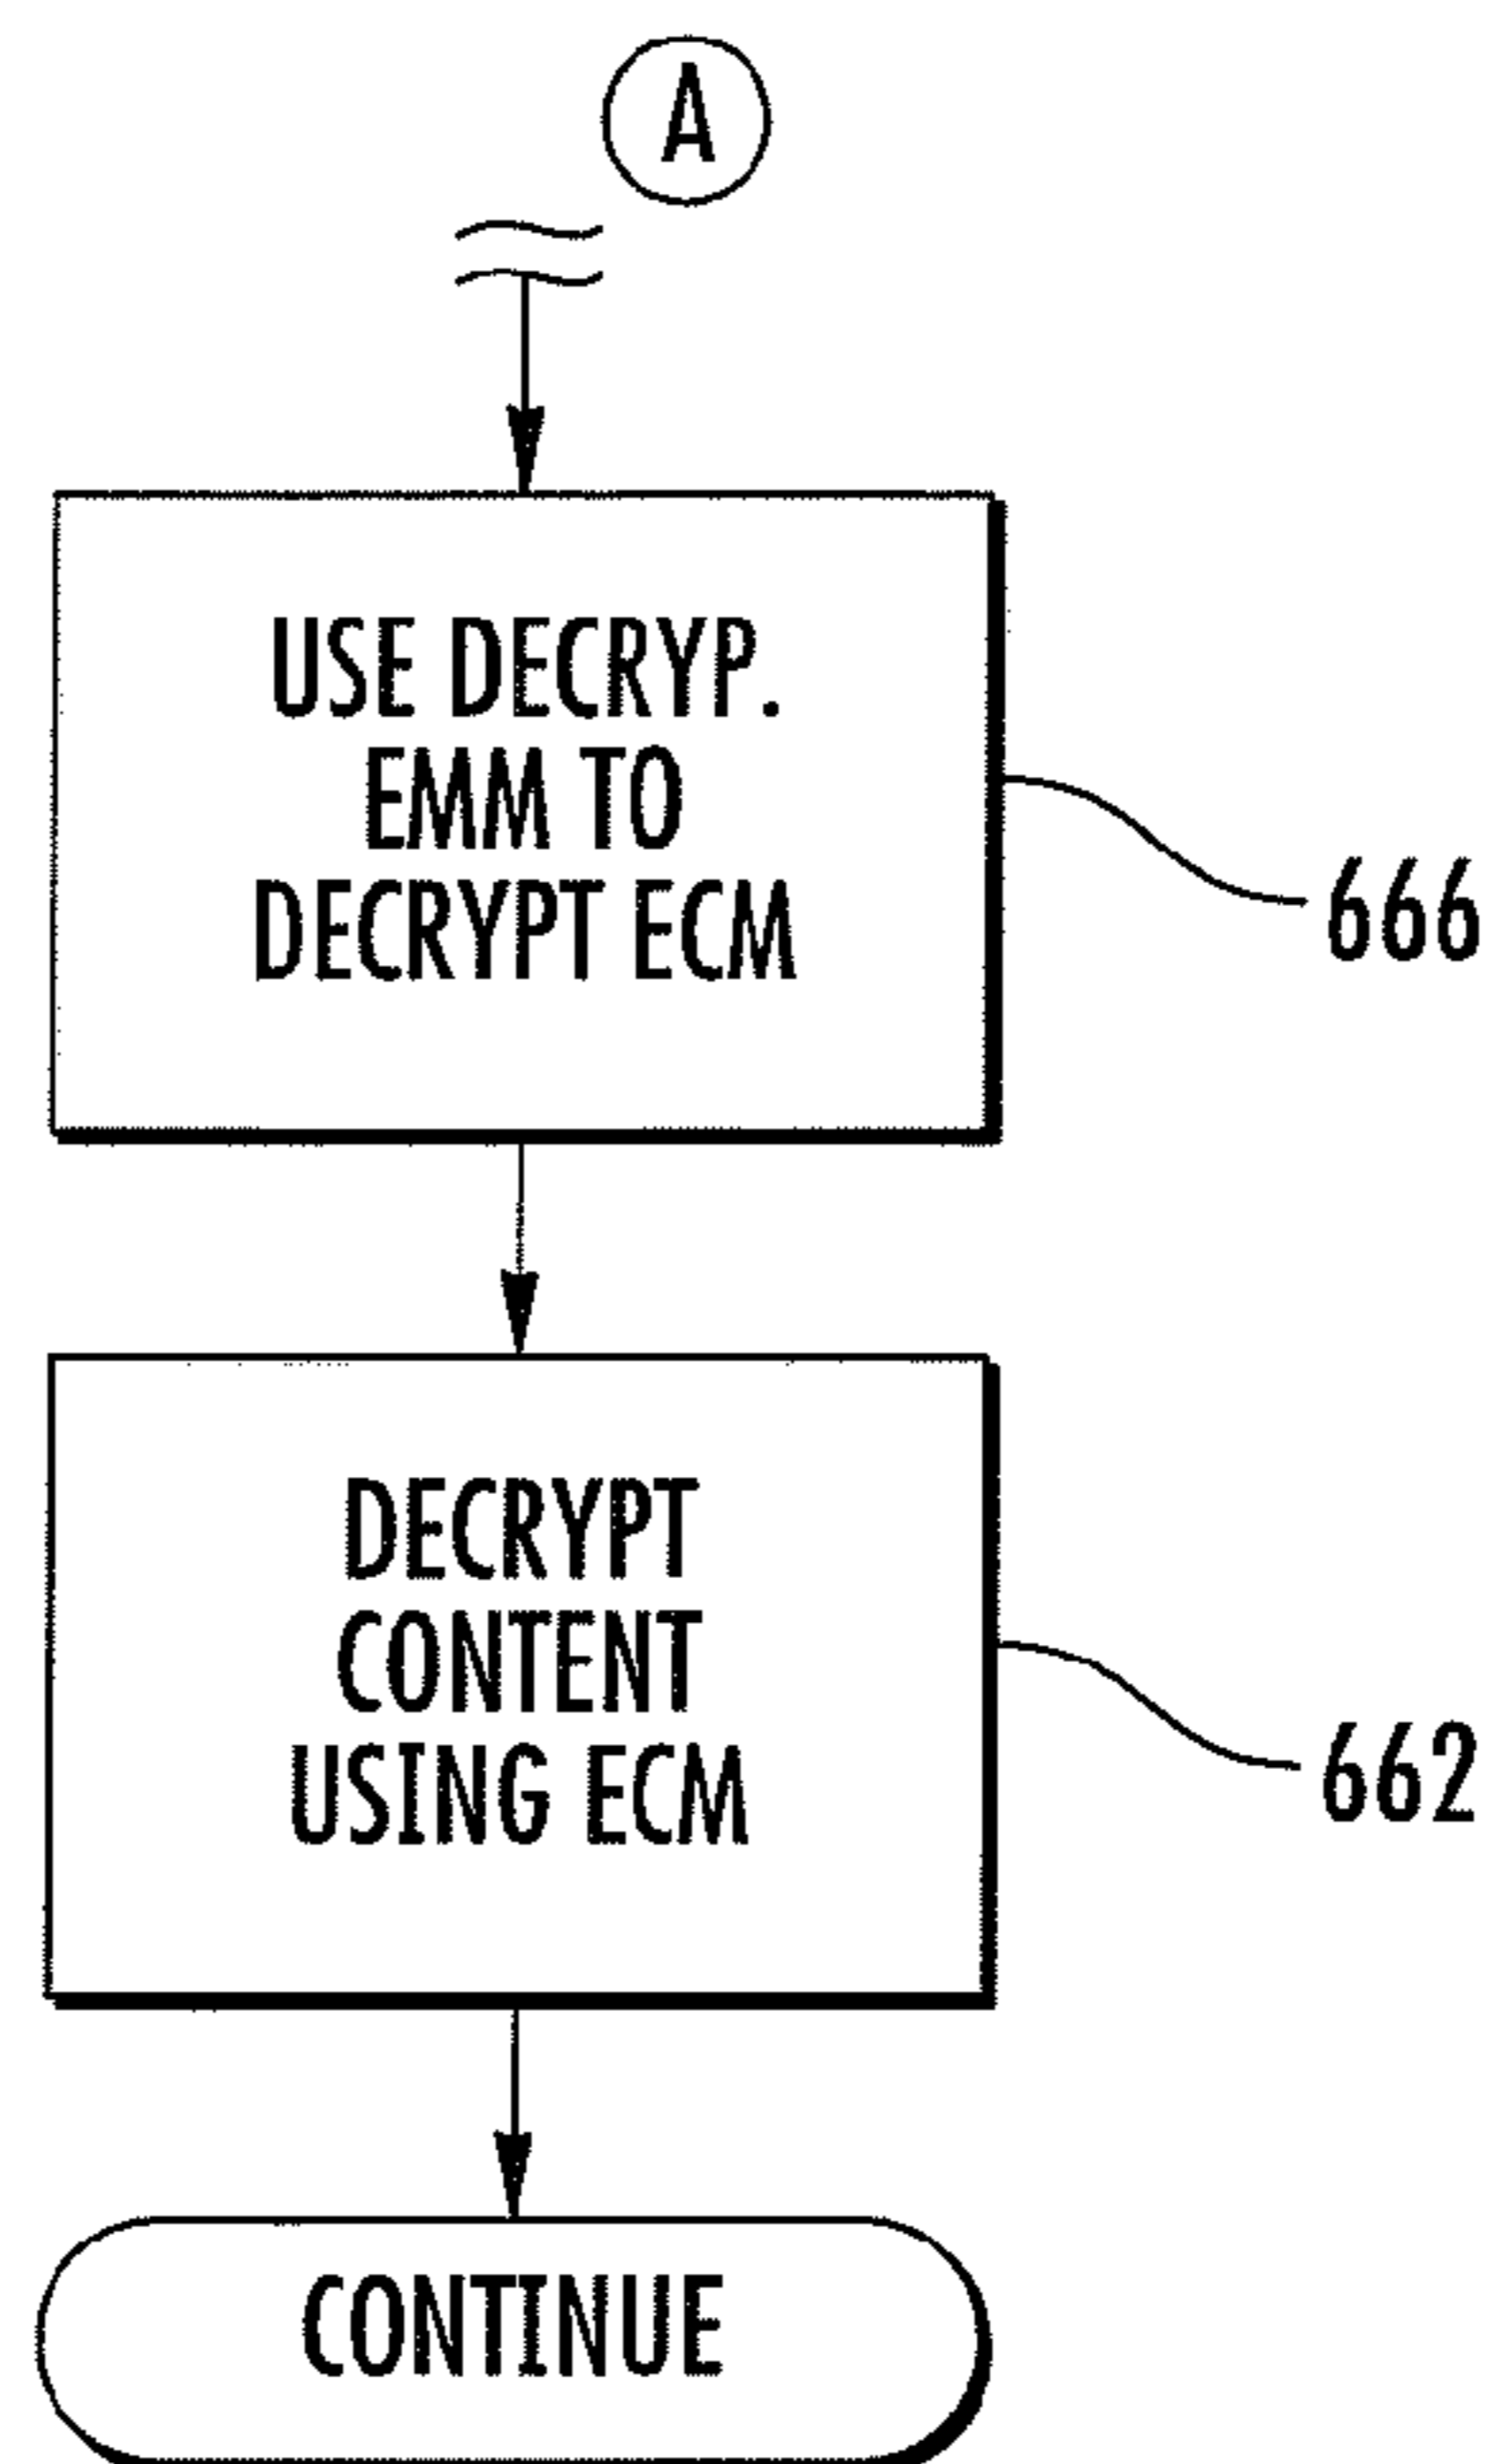 A
USE DECRYP.
EMM TO
DECRYPT ECM
666
DECRYPT
CONTENT
USING ECM
662
CONTINUE